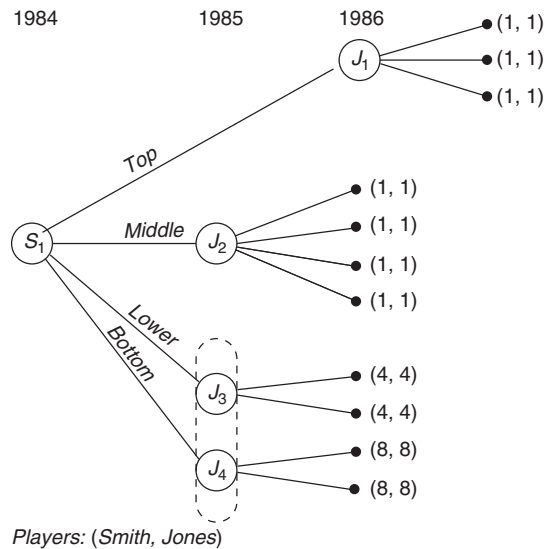 1984 1985 1986
J1
(1, 1)
(1, 1)
(1, 1)
Top
S1
Middle
J2
(1, 1)
(1, 1)
(1, 1)
(1, 1)
Lower
Bottom
J3
(4, 4)
(4, 4)
J4
(8, 8)
(8, 8)
Players: (Smith, Jones)